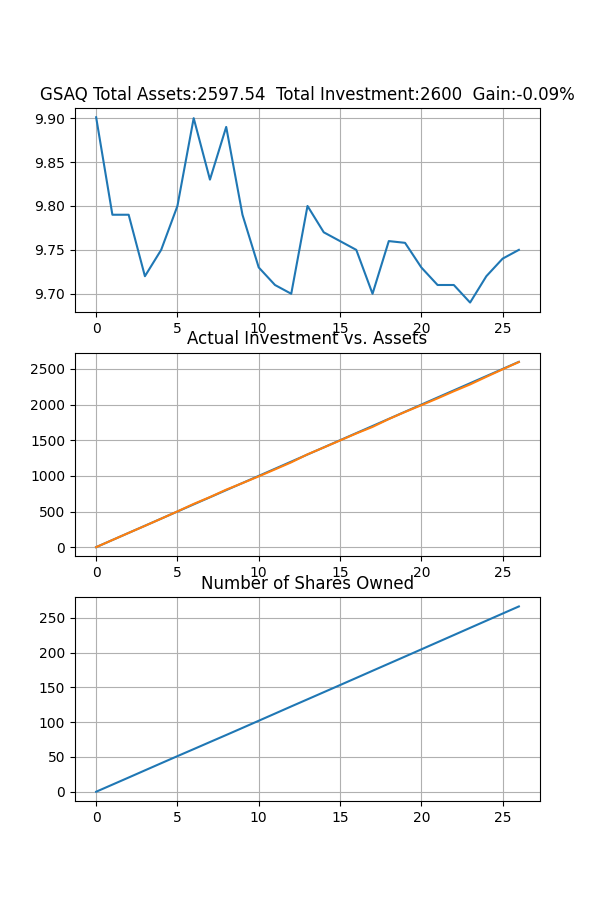 GSAQ Total Assets:2597.54  Total Investment:2600  Gain:-0.09%
9.90
9.85
9.80
9.75
9.70
0 5 10 15 20 25
Actual Investment vs. Assets
2500
2000
1500
1000
500
0
0 5 10 15 20 25
Number of Shares Owned
250
200
150
100
50
0
0 5 10 15 20 25